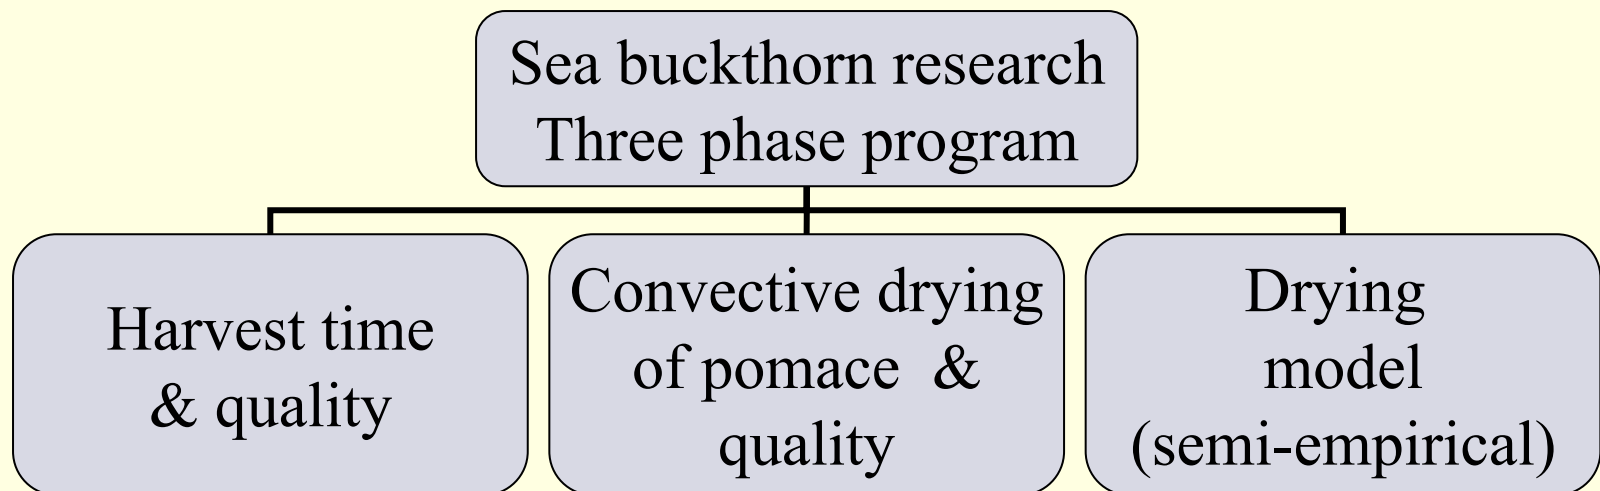 Sea buckthorn research
Three phase program
Harvest time
& quality
Convective drying
of pomace &
quality
Drying
model
(semi-empirical)